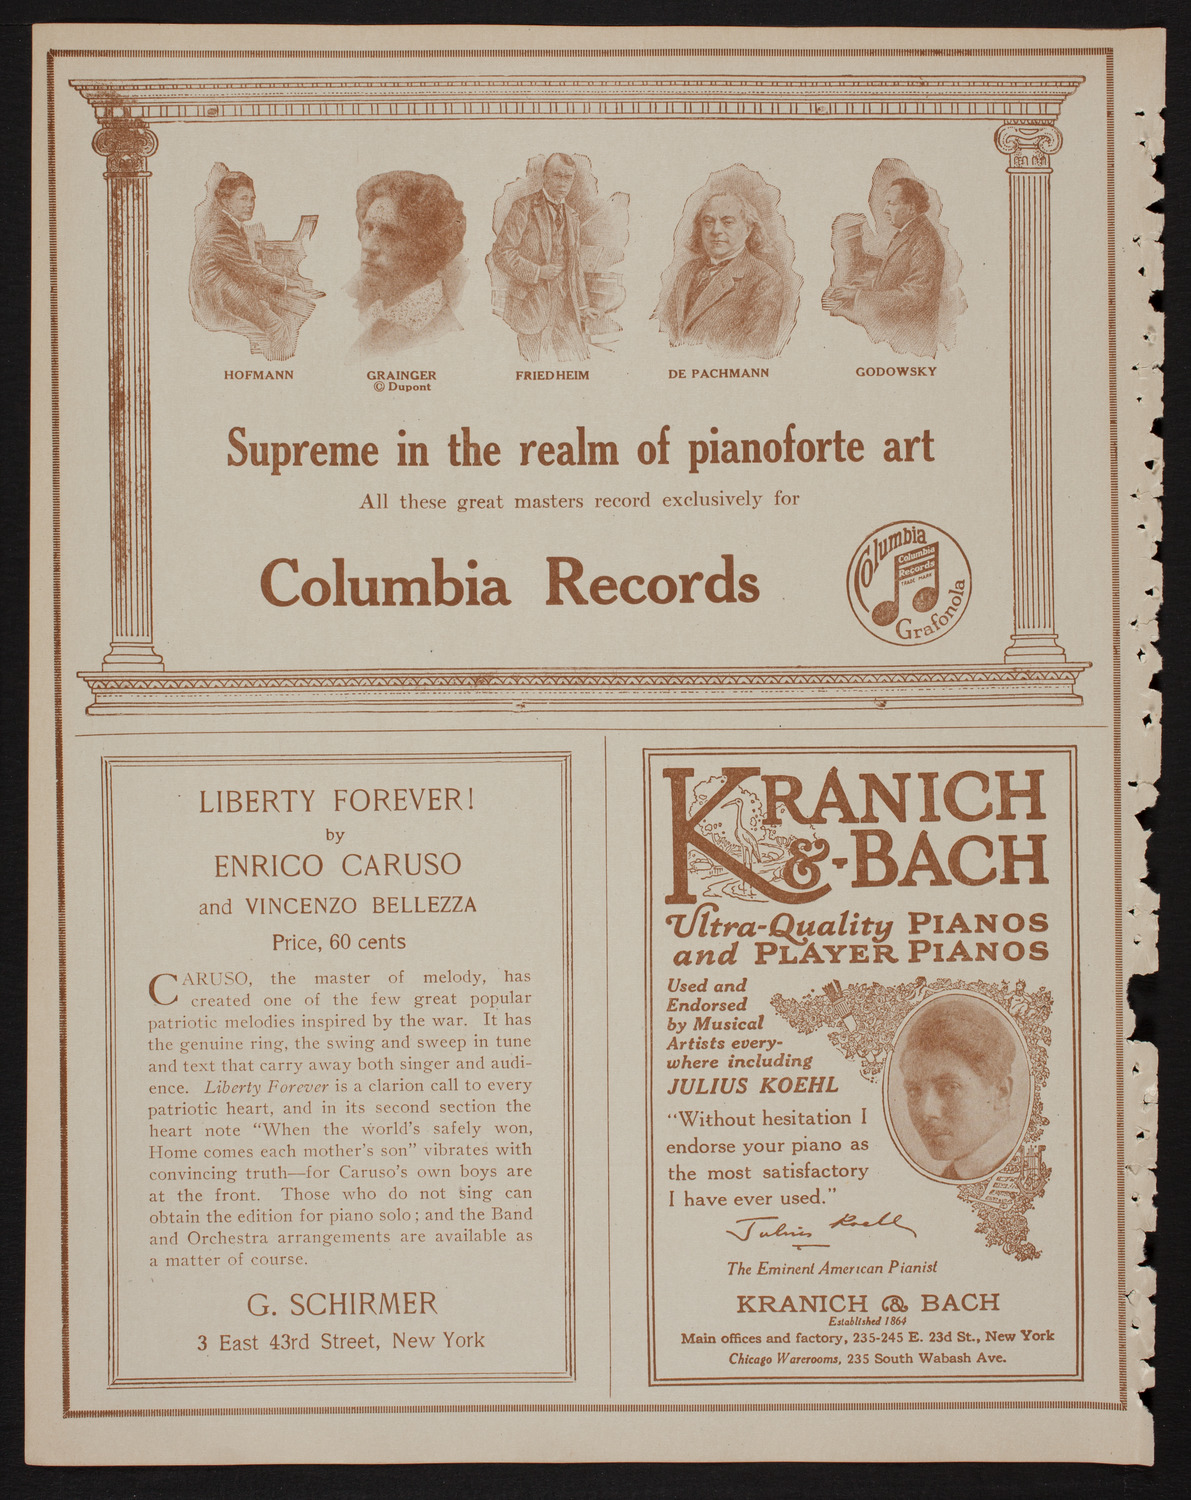 HOFMANN
GRAINGER
© Dupont
FRIEDHEIM
DE PACHMANN
GODOWSKY
Supreme in the realm of pianoforte art
All these great masters record exclusively for
Columbia Records
Columbia
Columbia
Records
TRADE MARK
Grafonola
LIBERTY FOREVER!
by
ENRICO CARUSO
and VINCENZO BELLEZZA
Price, 60 cents
CARUSO, the master of melody, has
created one of the few great popular
patriotic melodies inspired by the war. It has
the genuine ring, the swing and sweep in tune
and text that carry away both singer and audi-
ence. Liberty Forever is a clarion call to every
patriotic heart, and in its second section the
heart note "When the world's safely won,
Home comes each mother's son" vibrates with
convincing truth—for Caruso's own boys are
at the front. Those who do not sing can
obtain the edition for piano solo; and the Band
and Orchestra arrangements are available as
a matter of course.
G. SCHIRMER
3 East 43rd Street, New York
KRANICH
&-BACH
Ultra-Quality PIANOS
and PLAYER PIANOS
Used and
Endorsed
by Musical
Artists every-
where including
JULIUS KOEHL
"Without hesitation I
endorse your piano as
the most satisfactory
I have ever used."
Julius Koehl
The Eminent American Pianist
KRANICH & BACH
Established 1864
Main offices and factory, 235-245 E. 23d St., New York
Chicago Warerooms, 235 South Wabash Ave.